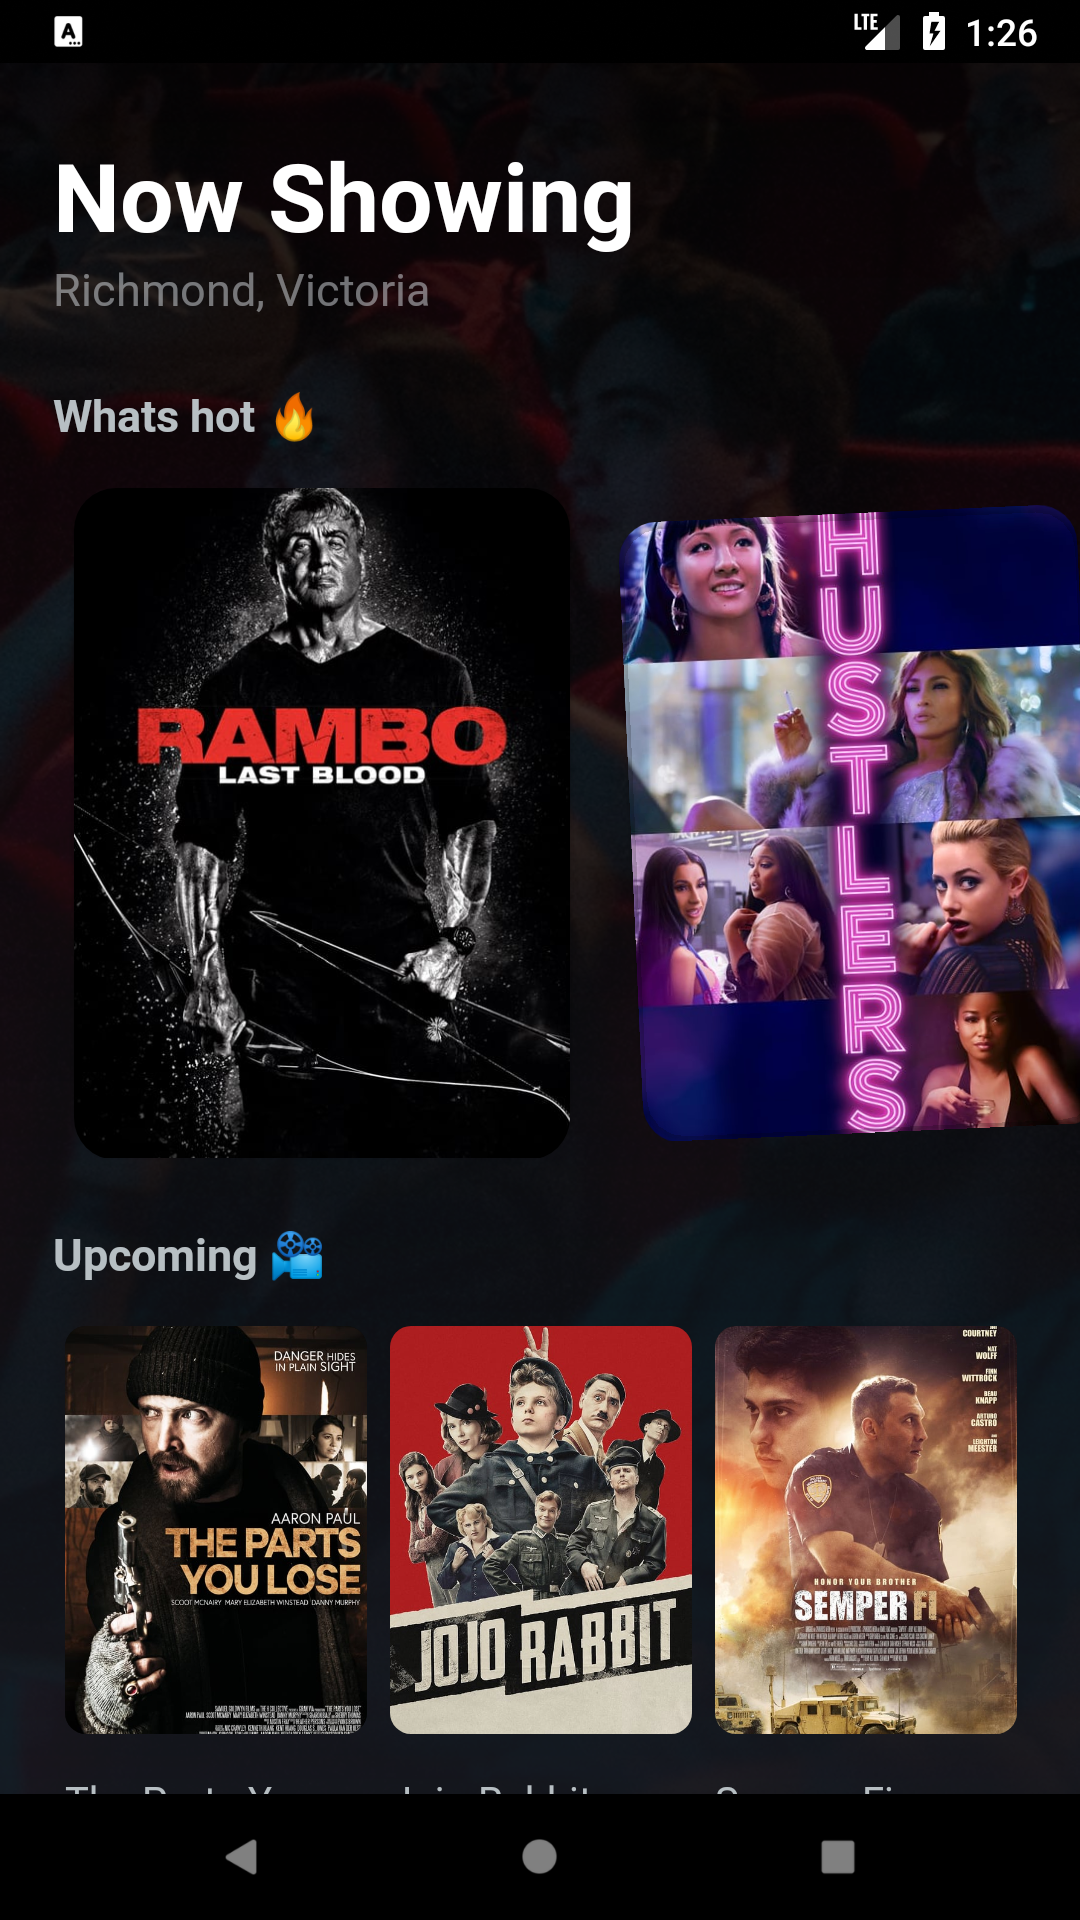 A
LTE
1:26
Now Showing
Richmond, Victoria
Whats hot 🔥
RAMBO
LAST BLOOD
HUSTLERS
Upcoming 🎥
DANGER HIDES
IN PLAIN SIGHT
AARON PAUL
THE PARTS
YOU LOSE
SCOOT MCNAIRY MARY ELIZABETH WINSTEAD DANNY MURPHY
JOJO RABBIT
COURTNEY
NAT
WOLFF
FINN
WITTROCK
BEAU
KNAPP
ARTURO
CASTRO
LEIGHTON
MEESTER
HONOR YOUR BROTHER
SEMPER FI